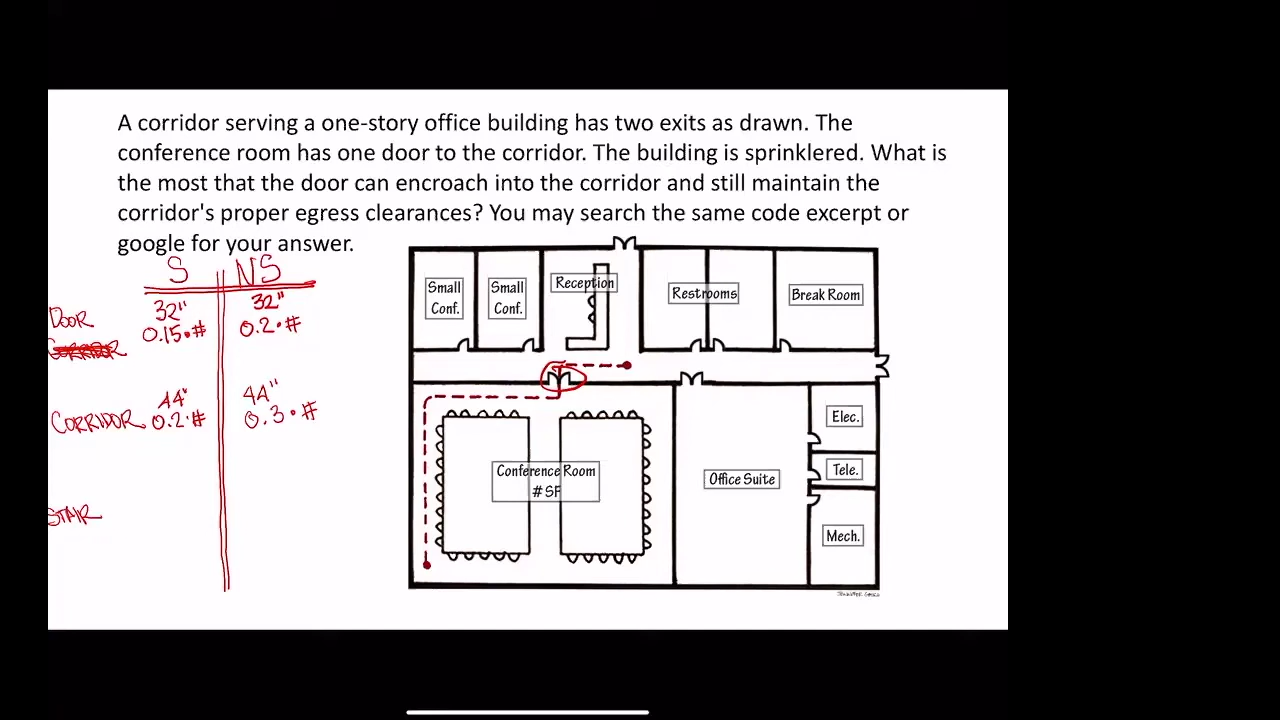 A corridor serving a one-story office building has two exits as drawn. The
conference room has one door to the corridor. The building is sprinklered. What is
the most that the door can encroach into the corridor and still maintain the
corridor's proper egress clearances? You may search the same code excerpt or
google for your answer.
S NS
DOOR 32" 32"
0.15•# 0.2•#
CORRIDOR
CORRIDOR 44" 44"
0.2•# 0.3•#
STAIR
Small
Conf.
Small
Conf.
Reception
Restrooms
Break Room
Conference Room
# SF
Office Suite
Elec.
Tele.
Mech.